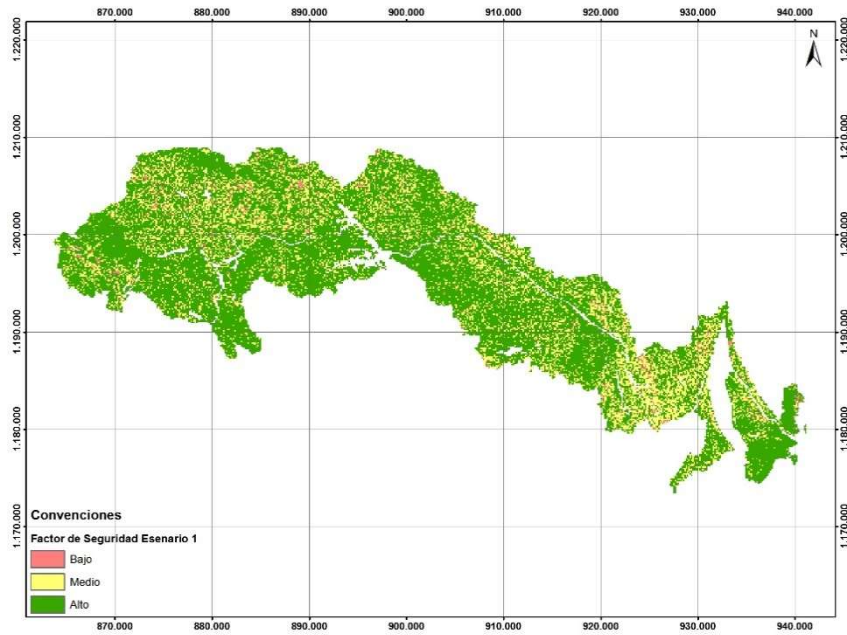 870.000 880.000 890.000 900.000 910.000 920.000 930.000 940.000
1.220.000 1.220.000
N
1.210.000 1.210.000
1.200.000 1.200.000
1.190.000 1.190.000
1.180.000 1.180.000
1.170.000 1.170.000
Convenciones
Factor de Seguridad Esenario 1
Bajo
Medio
Alto
870.000 880.000 890.000 900.000 910.000 920.000 930.000 940.000